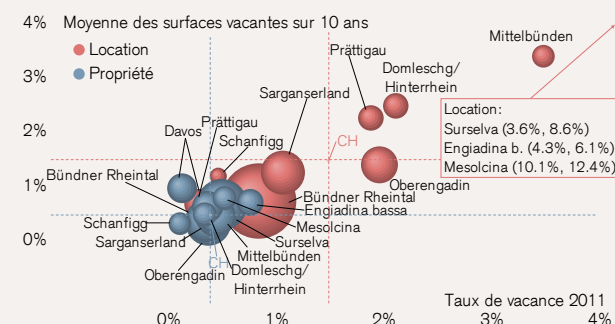 4%
Moyenne des surfaces vacantes sur 10 ans
Location
Propriété
3%
2%
1%
0%
Mittelbünden
Prättigau
Domleschg/
Hinterrhein
Sarganserland
Location:
Surselva (3.6%, 8.6%)
Engiadina b. (4.3%, 6.1%)
Mesolcina (10.1%, 12.4%)
Prättigau
Davos
Schanfigg
CH
Bündner Rheintal
Oberengadin
Bündner Rheintal
Engiadina bassa
Schanfigg
Mesolcina
Sarganserland
Surselva
CH
Mittelbünden
Oberengadin
Domleschg/
Hinterrhein
Taux de vacance 2011
0%
1%
2%
3%
4%